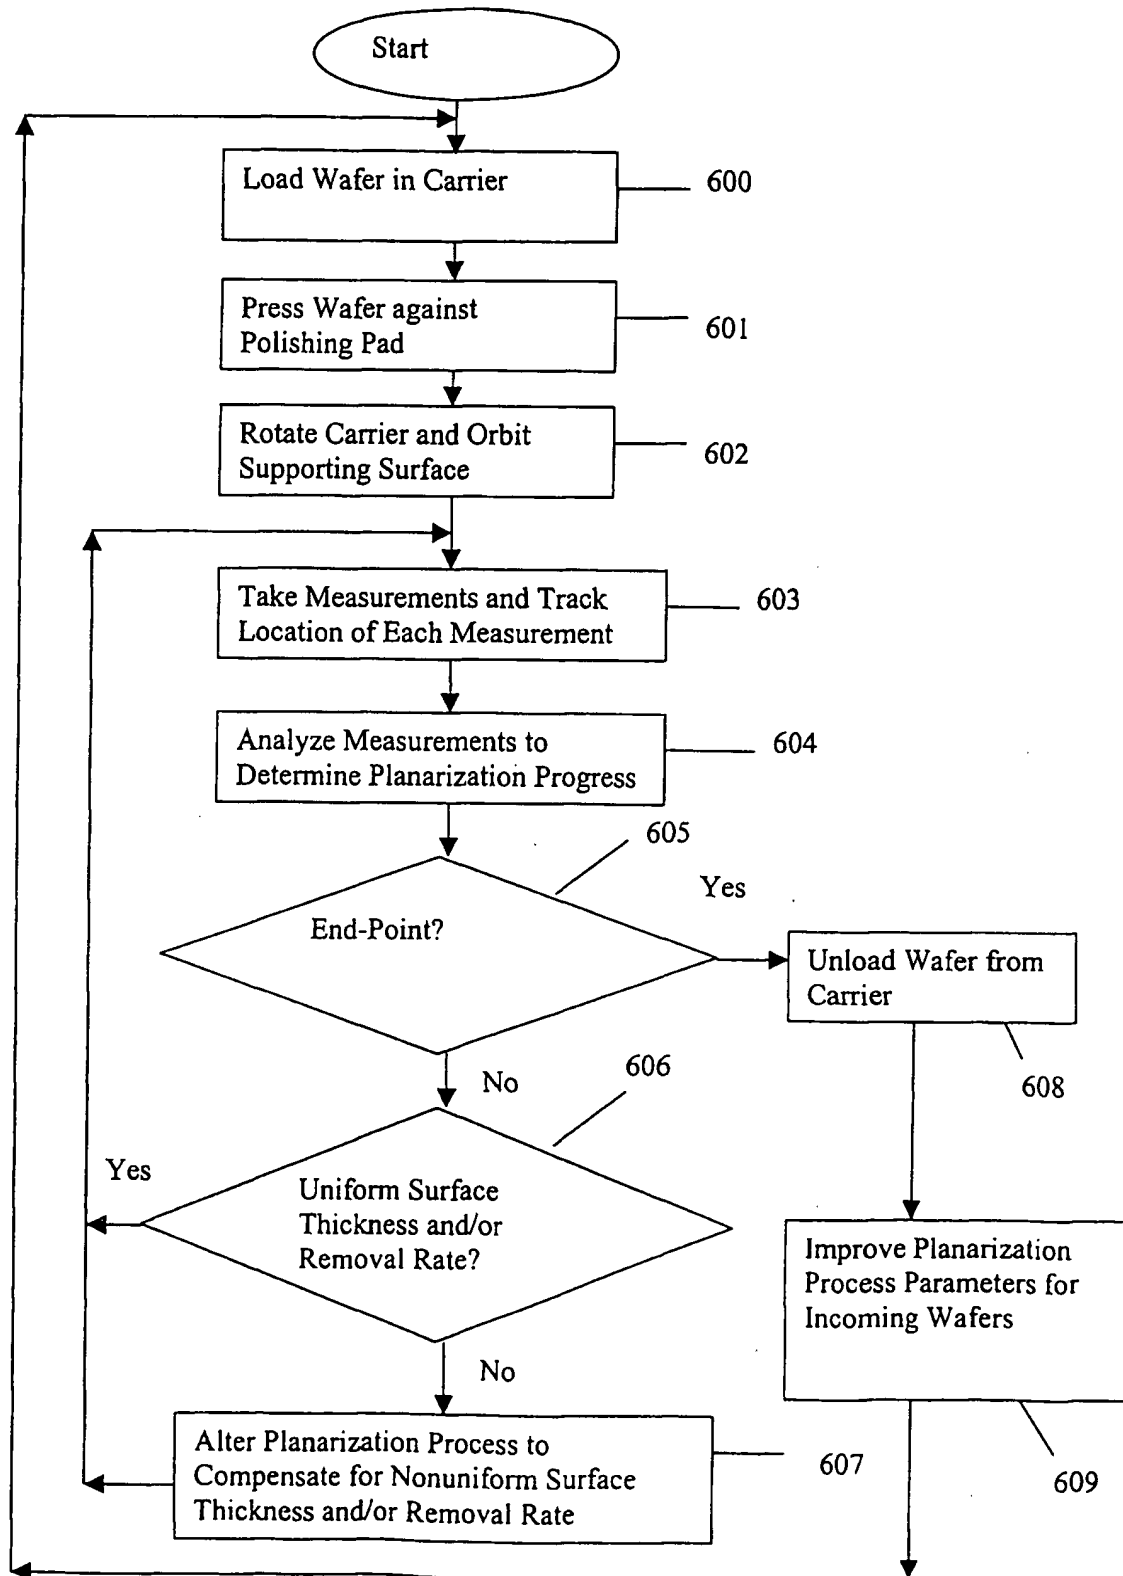 Start
Load Wafer in Carrier
600
Press Wafer against
Polishing Pad
601
Rotate Carrier and Orbit
Supporting Surface
602
Take Measurements and Track
Location of Each Measurement
603
Analyze Measurements to
Determine Planarization Progress
604
605
End-Point?
Yes
Unload Wafer from
Carrier
608
No
606
Uniform Surface
Thickness and/or
Removal Rate?
Yes
No
Improve Planarization
Process Parameters for
Incoming Wafers
609
Alter Planarization Process to
Compensate for Nonuniform Surface
Thickness and/or Removal Rate
607